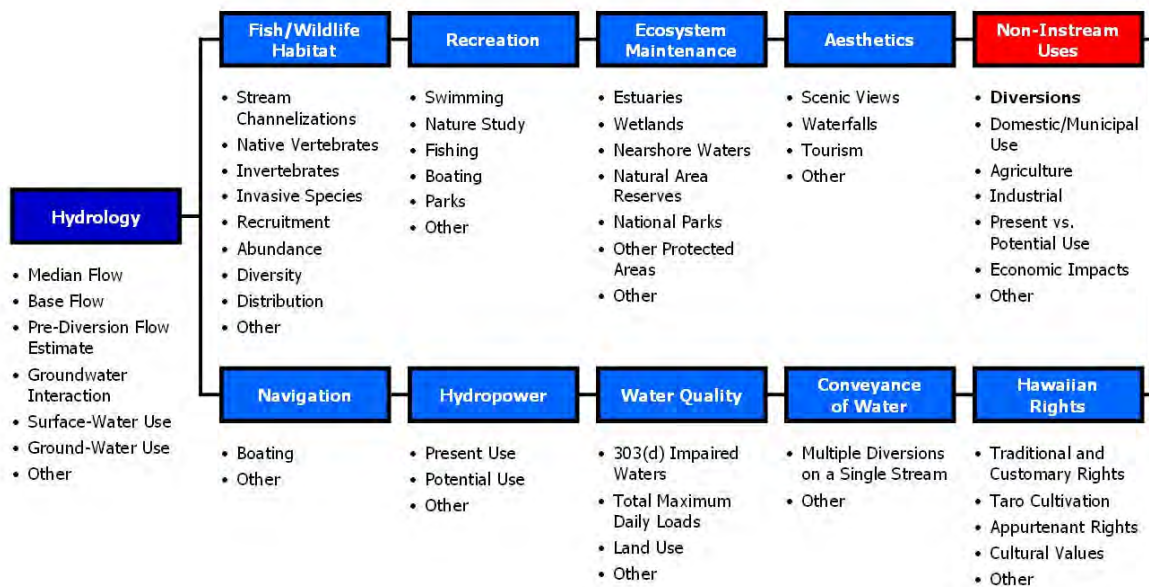 Hydrology
• Median Flow
• Base Flow
• Pre-Diversion Flow
Estimate
• Groundwater
Interaction
• Surface-Water Use
• Ground-Water Use
• Other
Fish/Wildlife
Habitat
• Stream
Channelizations
• Native Vertebrates
• Invertebrates
• Invasive Species
• Recruitment
• Abundance
• Diversity
• Distribution
• Other
Recreation
• Swimming
• Nature Study
• Fishing
• Boating
• Parks
• Other
Ecosystem
Maintenance
• Estuaries
• Wetlands
• Nearshore Waters
• Natural Area
Reserves
• National Parks
• Other Protected
Areas
• Other
Aesthetics
• Scenic Views
• Waterfalls
• Tourism
• Other
Non-Instream
Uses
• Diversions
• Domestic/Municipal
Use
• Agriculture
• Industrial
• Present vs.
Potential Use
• Economic Impacts
• Other
Navigation
• Boating
• Other
Hydropower
• Present Use
• Potential Use
• Other
Water Quality
• 303(d) Impaired
Waters
• Total Maximum
Daily Loads
• Land Use
• Other
Conveyance
of Water
• Multiple Diversions
on a Single Stream
• Other
Hawaiian
Rights
• Traditional and
Customary Rights
• Taro Cultivation
• Appurtenant Rights
• Cultural Values
• Other